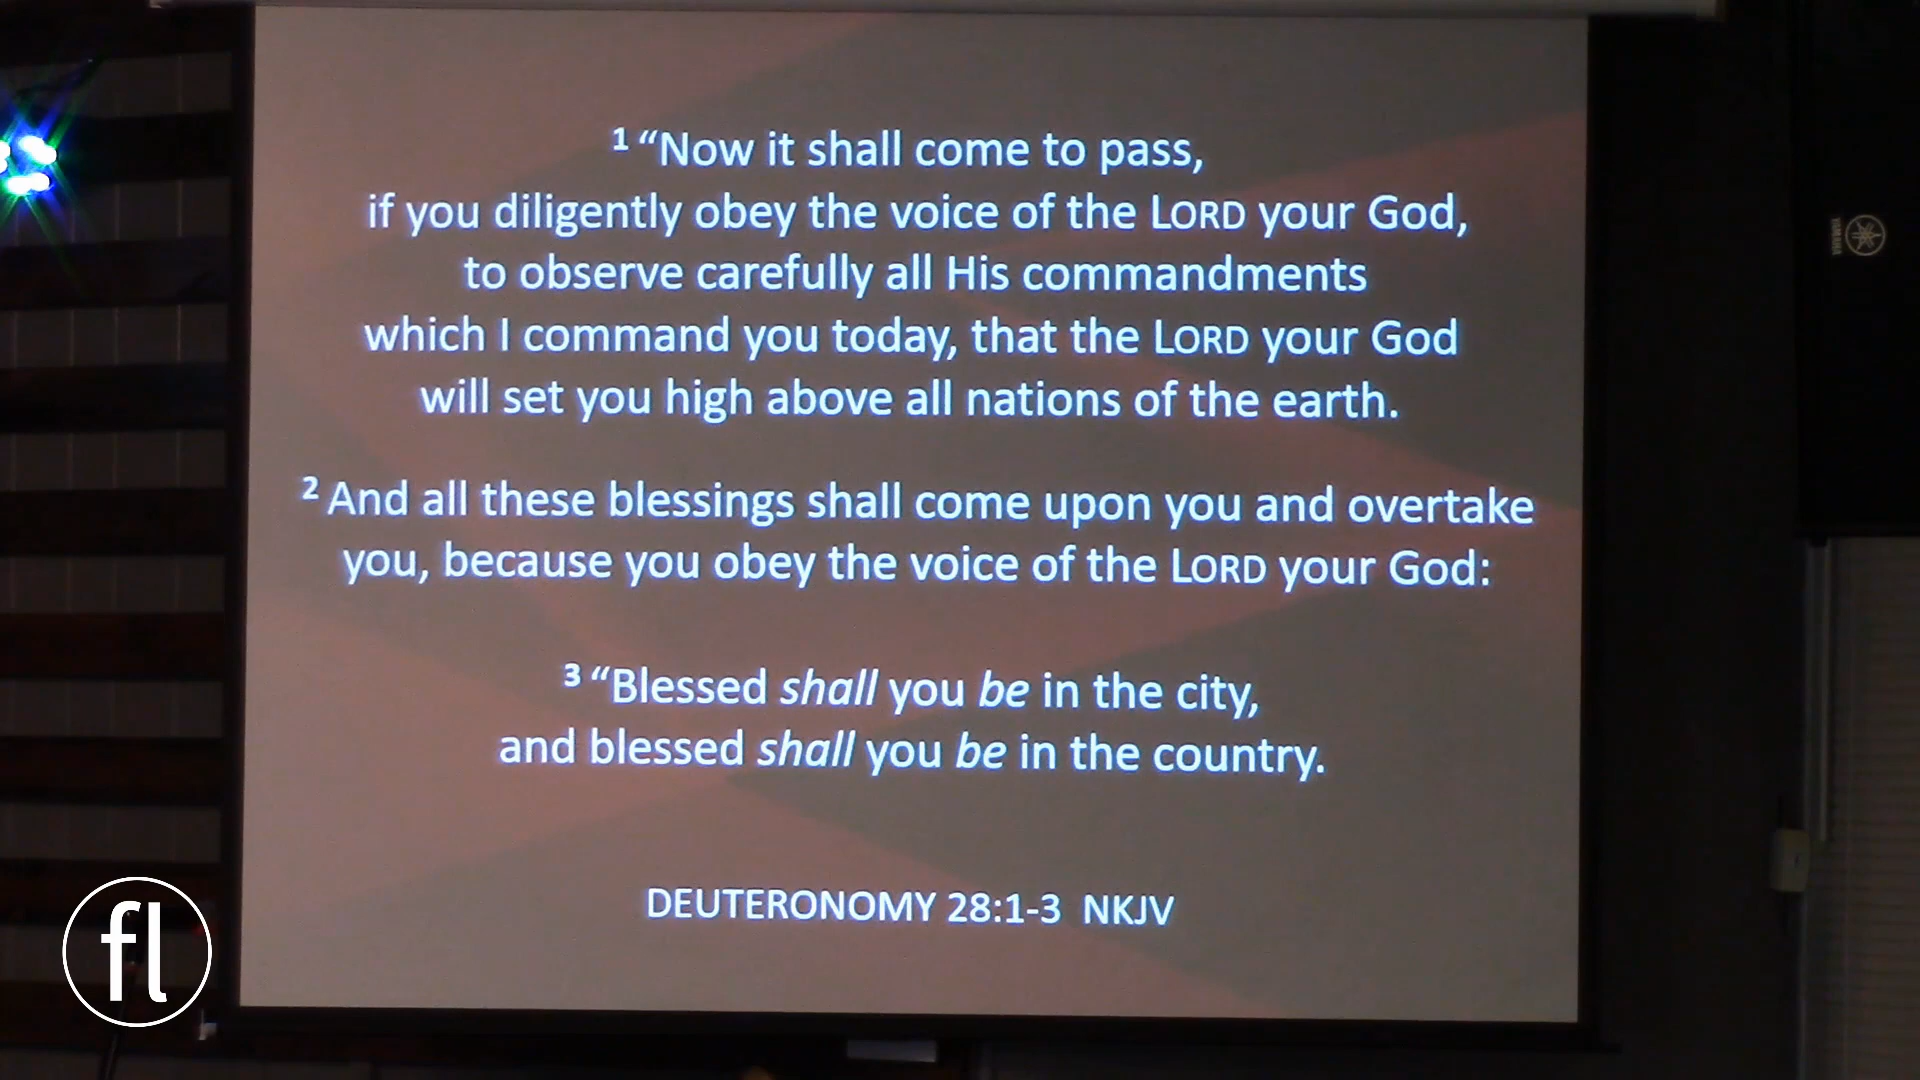 1 “Now it shall come to pass,
if you diligently obey the voice of the LORD your God,
to observe carefully all His commandments
which I command you today, that the LORD your God
will set you high above all nations of the earth.
2 And all these blessings shall come upon you and overtake
you, because you obey the voice of the LORD your God:
3 “Blessed shall you be in the city,
and blessed shall you be in the country.
DEUTERONOMY 28:1-3 NKJV
fl
YAMAHA